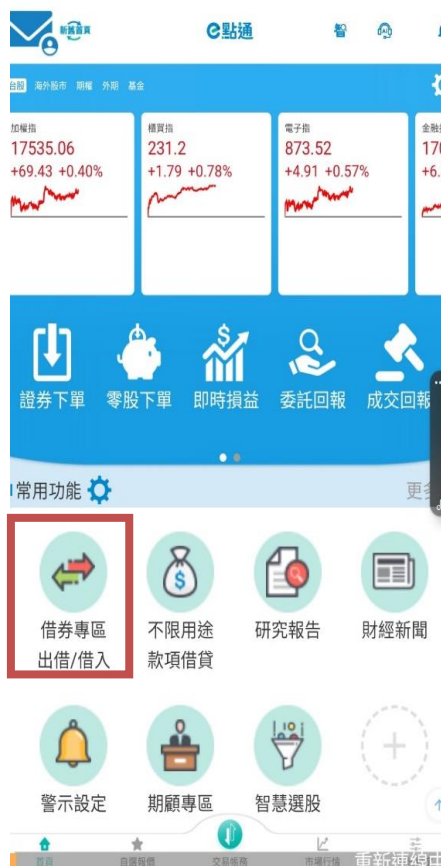 新舊首頁
e點通
台股 海外股市 期權 外期 基金
加權指
17535.06
+69.43 +0.40%
櫃買指
231.2
+1.79 +0.78%
電子指
873.52
+4.91 +0.57%
證券下單 零股下單 即時損益 委託回報 成交回報
常用功能
借券專區
出借/借入
不限用途
款項借貸
研究報告
財經新聞
警示設定 期顧專區 智慧選股
首頁 自選報價 交易帳務 市場行情
重新連線